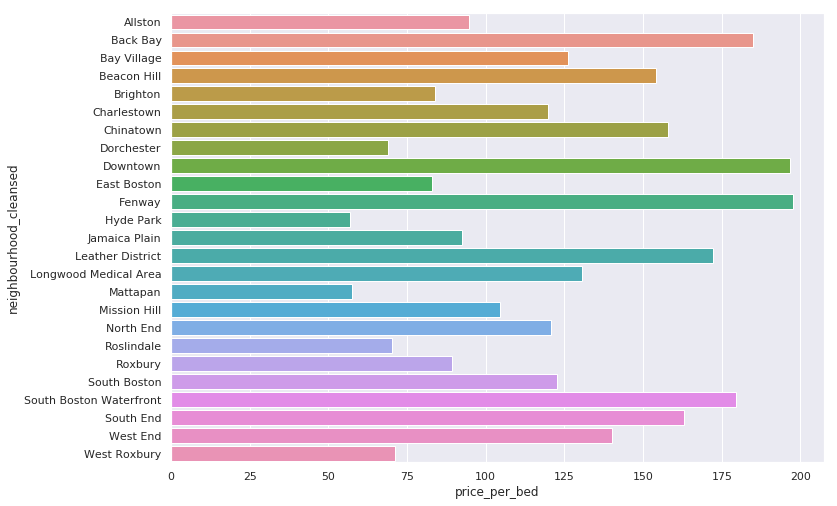 Allston
Back Bay
Bay Village
Beacon Hill
Brighton
Charlestown
Chinatown
Dorchester
Downtown
East Boston
Fenway
Hyde Park
Jamaica Plain
Leather District
Longwood Medical Area
Mattapan
Mission Hill
North End
Roslindale
Roxbury
South Boston
South Boston Waterfront
South End
West End
West Roxbury
neighbourhood_cleansed
0 25 50 75 100 125 150 175 200
price_per_bed